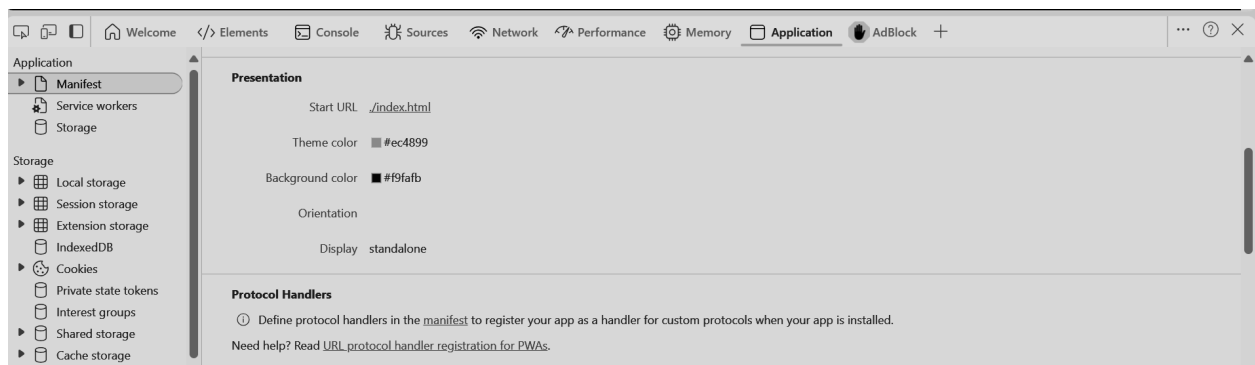 Welcome </> Elements Console Sources Network Performance Memory Application AdBlock
Application
Manifest
Service workers
Storage
Storage
Local storage
Session storage
Extension storage
IndexedDB
Cookies
Private state tokens
Interest groups
Shared storage
Cache storage
Presentation
Start URL ./index.html
Theme color #ec4899
Background color #f9fafb
Orientation
Display standalone
Protocol Handlers
Define protocol handlers in the manifest to register your app as a handler for custom protocols when your app is installed.
Need help? Read URL protocol handler registration for PWAs.